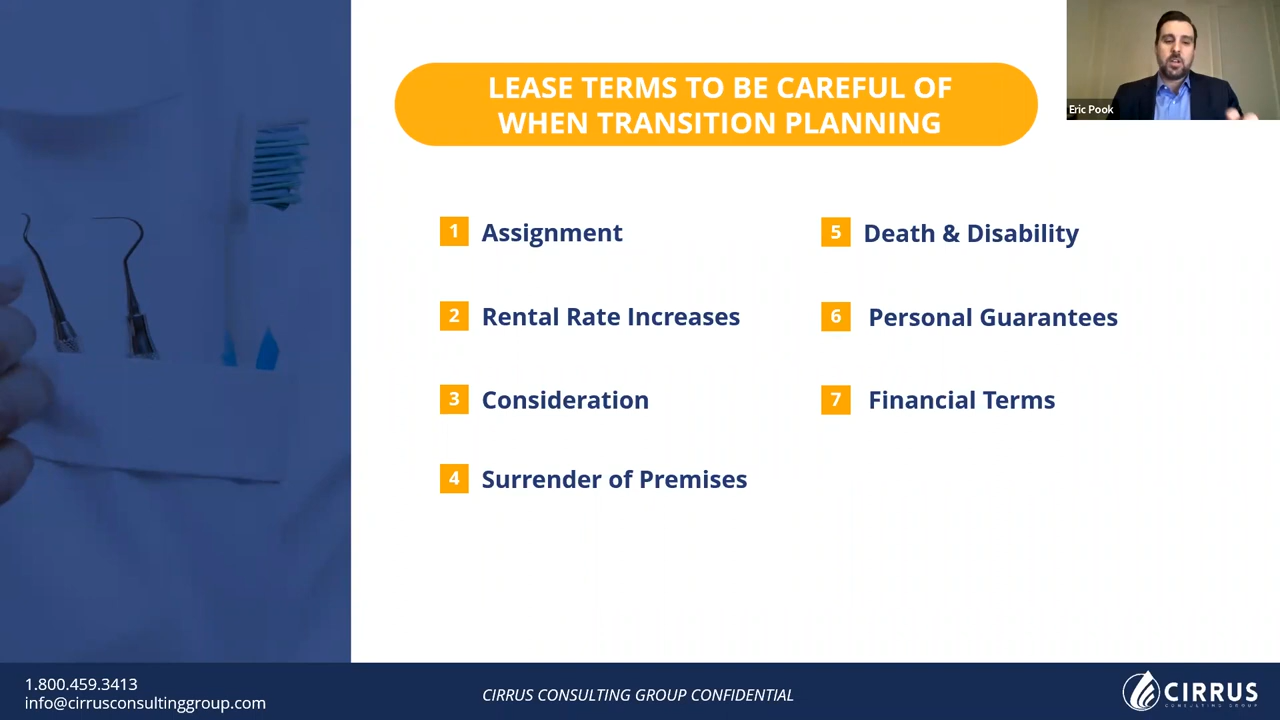 LEASE TERMS TO BE CAREFUL OF
WHEN TRANSITION PLANNING
Eric Pook
1 Assignment
2 Rental Rate Increases
3 Consideration
4 Surrender of Premises
5 Death & Disability
6 Personal Guarantees
7 Financial Terms
1.800.459.3413
info@cirrusconsultinggroup.com
CIRRUS CONSULTING GROUP CONFIDENTIAL
CIRRUS
CONSULTING GROUP